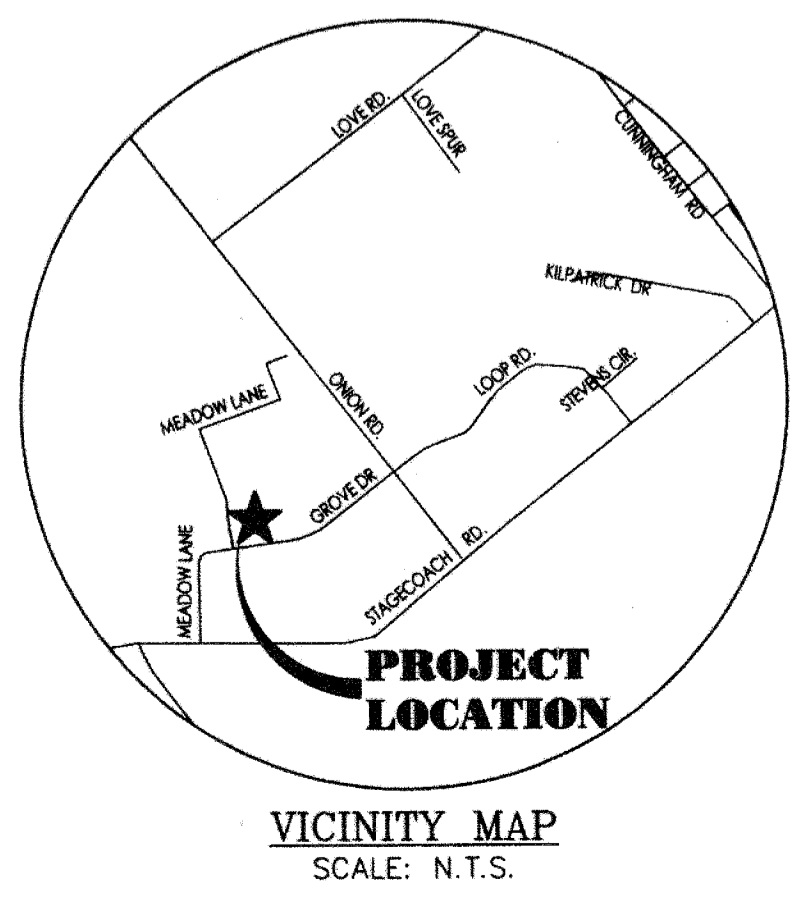 LOVE RD.
LOVE SPUR
CUNNINGHAM RD
KILPATRICK DR
LOOP RD.
STEVENS CIR.
ONION RD.
MEADOW LANE
GROVE DR
MEADOW LANE
STAGECOACH RD.
PROJECT
LOCATION
VICINITY MAP
SCALE: N.T.S.